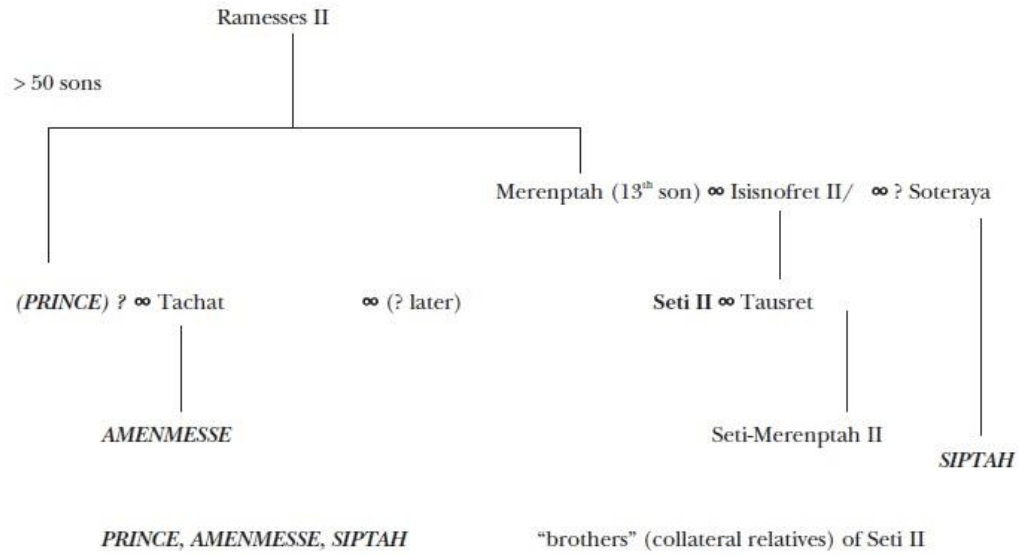 Ramesses II
> 50 sons
Merenptah (13th son) ∞ Isisnofret II/ ∞ ? Soteraya
(PRINCE) ? ∞ Tachat ∞ (? later) Seti II ∞ Tausret
AMENMESSE Seti-Merenptah II
SIPTAH
PRINCE, AMENMESSE, SIPTAH “brothers” (collateral relatives) of Seti II